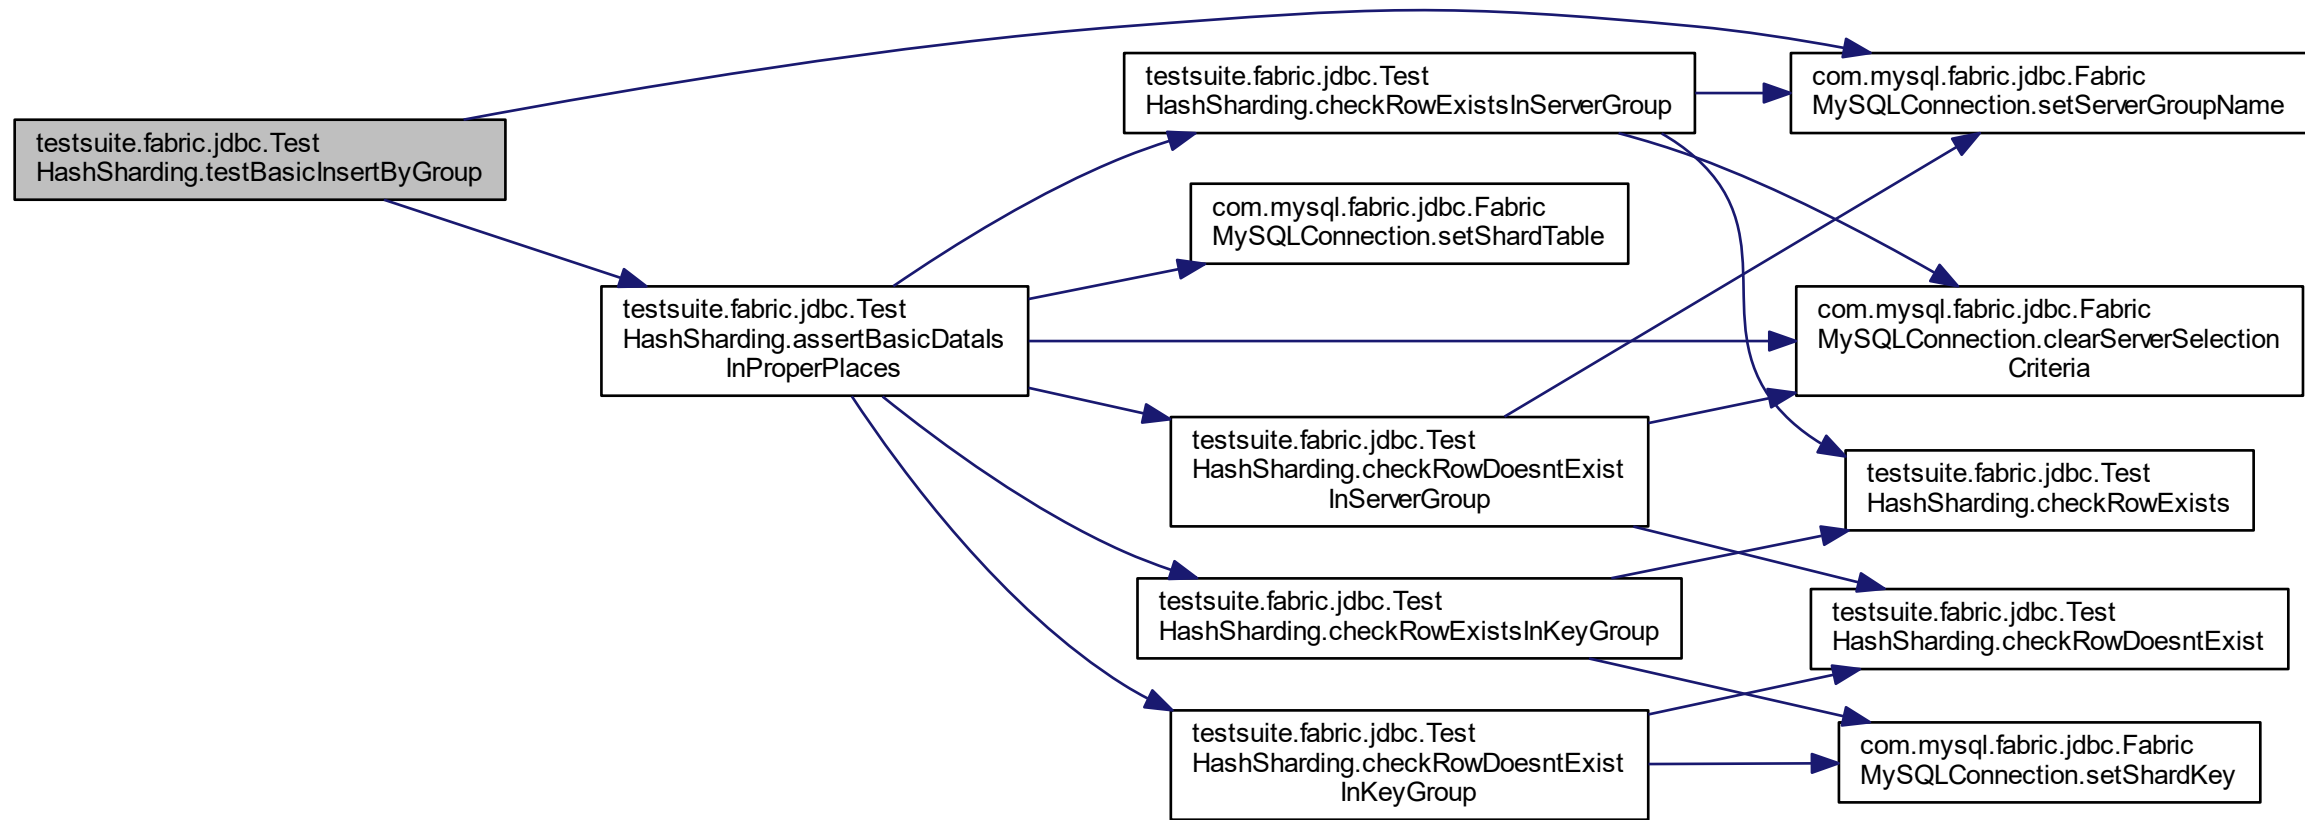 testsuite.fabric.jdbc.Test
HashSharding.testBasicInsertByGroup
testsuite.fabric.jdbc.Test
HashSharding.assertBasicDataIs
InProperPlaces
testsuite.fabric.jdbc.Test
HashSharding.checkRowExistsInServerGroup
com.mysql.fabric.jdbc.Fabric
MySQLConnection.setShardTable
testsuite.fabric.jdbc.Test
HashSharding.checkRowDoesntExist
InServerGroup
testsuite.fabric.jdbc.Test
HashSharding.checkRowExistsInKeyGroup
testsuite.fabric.jdbc.Test
HashSharding.checkRowDoesntExist
InKeyGroup
com.mysql.fabric.jdbc.Fabric
MySQLConnection.setServerGroupName
com.mysql.fabric.jdbc.Fabric
MySQLConnection.clearServerSelection
Criteria
testsuite.fabric.jdbc.Test
HashSharding.checkRowExists
testsuite.fabric.jdbc.Test
HashSharding.checkRowDoesntExist
com.mysql.fabric.jdbc.Fabric
MySQLConnection.setShardKey